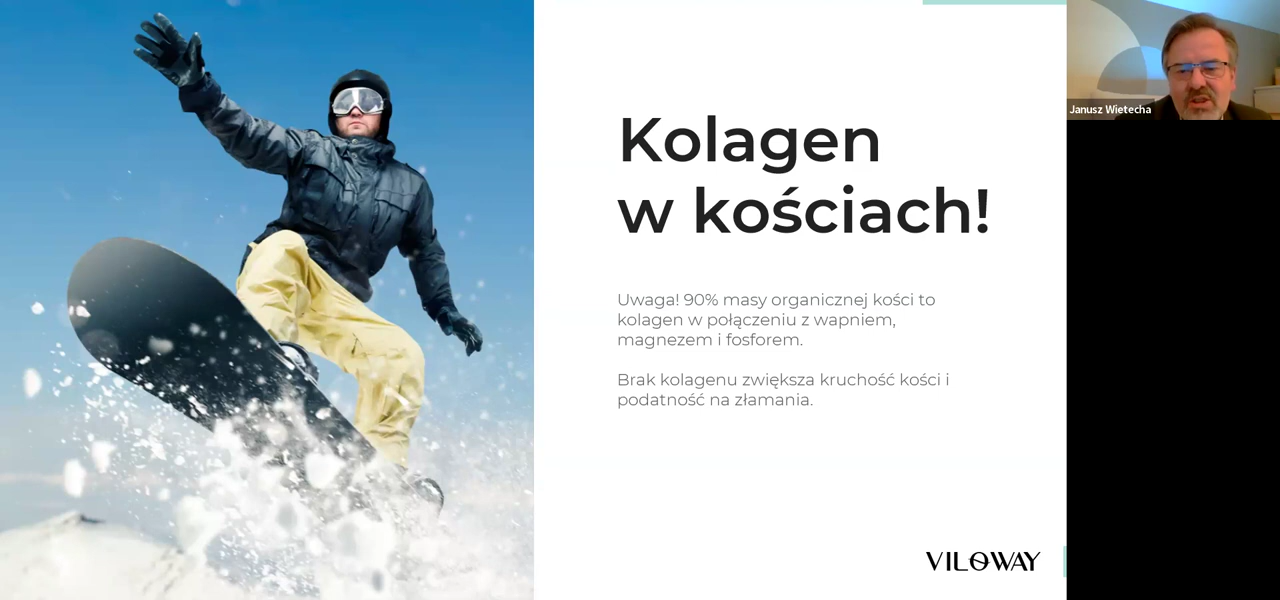 Kolagen
w kościach!
Uwaga! 90% masy organicznej kości to
kolagen w połączeniu z wapniem,
magnezem i fosforem.
Brak kolagenu zwiększa kruchość kości i
podatność na złamania.
VILOWAY
Janusz Wietecha